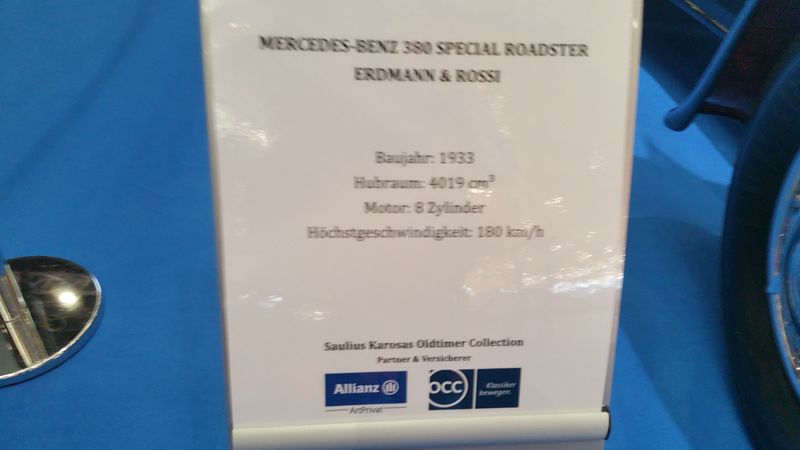 MERCEDES-BENZ 380 SPECIAL ROADSTER
ERDMANN & ROSSI
Baujahr: 1933
Hubraum: 4019 cm³
Motor: 8 Zylinder
Höchstgeschwindigkeit: 180 km/h
Saulius Karosas Oldtimer Collection
Partner & Versicherer
Allianz
ArtPrivat
OCC
Klassiker
bewegen.